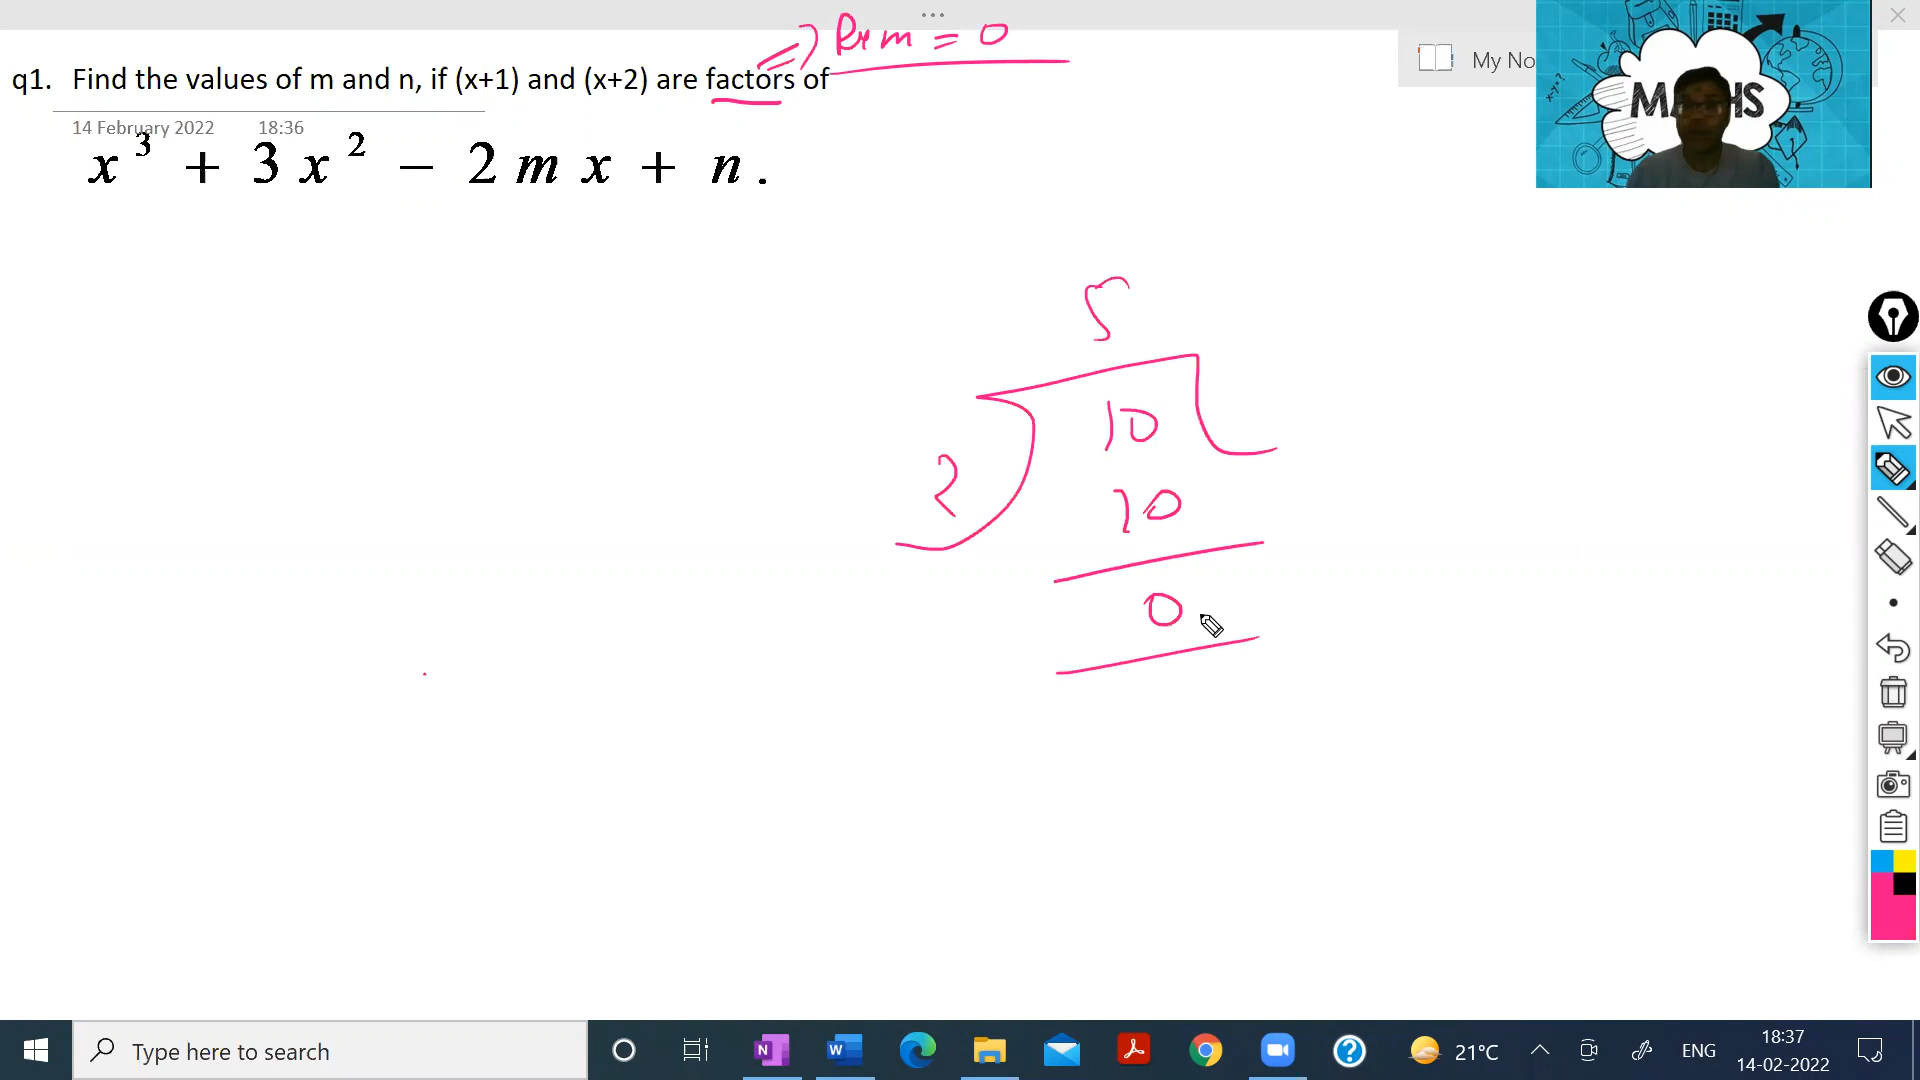 Rem = 0
My No
q1. Find the values of m and n, if (x+1) and (x+2) are factors of
14 February 2022 18:36
x³ + 3x² − 2mx + n.
MATHS
5
2
10
10
0
Type here to search
21°C
ENG
18:37
14-02-2022